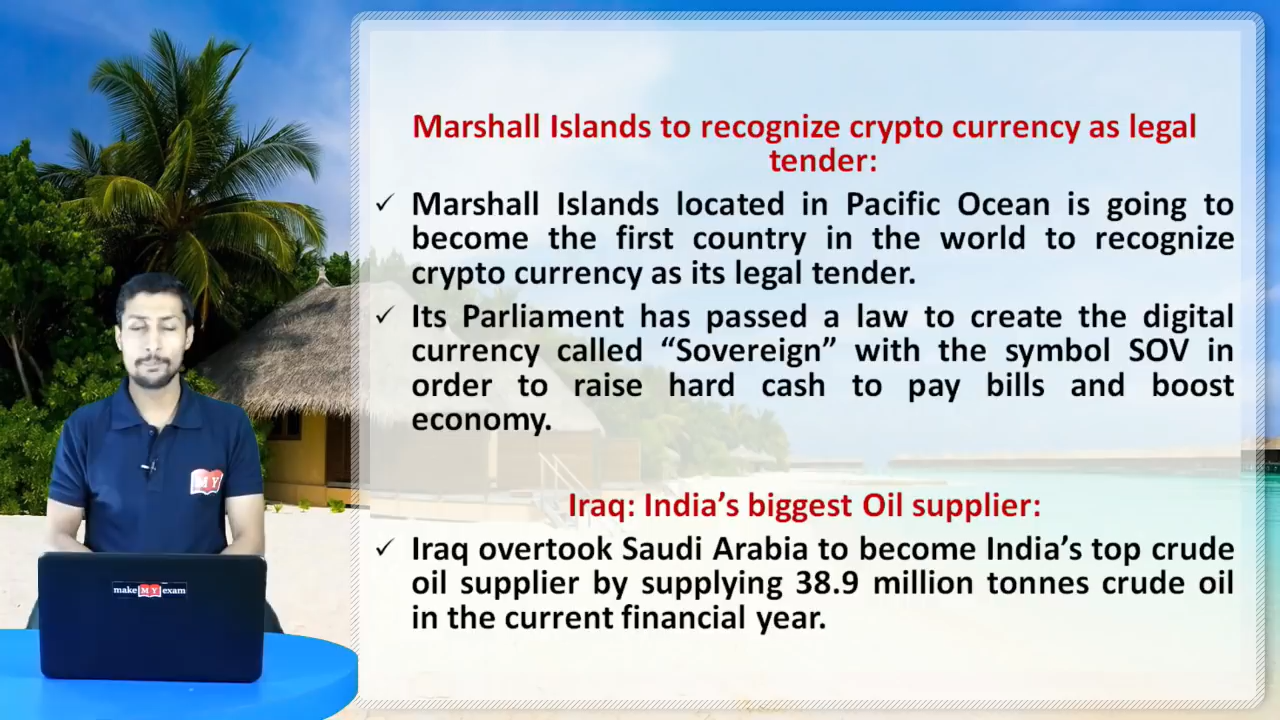 Marshall Islands to recognize crypto currency as legal
tender:
✓ Marshall Islands located in Pacific Ocean is going to
become the first country in the world to recognize
crypto currency as its legal tender.
✓ Its Parliament has passed a law to create the digital
currency called “Sovereign” with the symbol SOV in
order to raise hard cash to pay bills and boost
economy.
Iraq: India’s biggest Oil supplier:
✓ Iraq overtook Saudi Arabia to become India’s top crude
oil supplier by supplying 38.9 million tonnes crude oil
in the current financial year.
MY
make MY exam